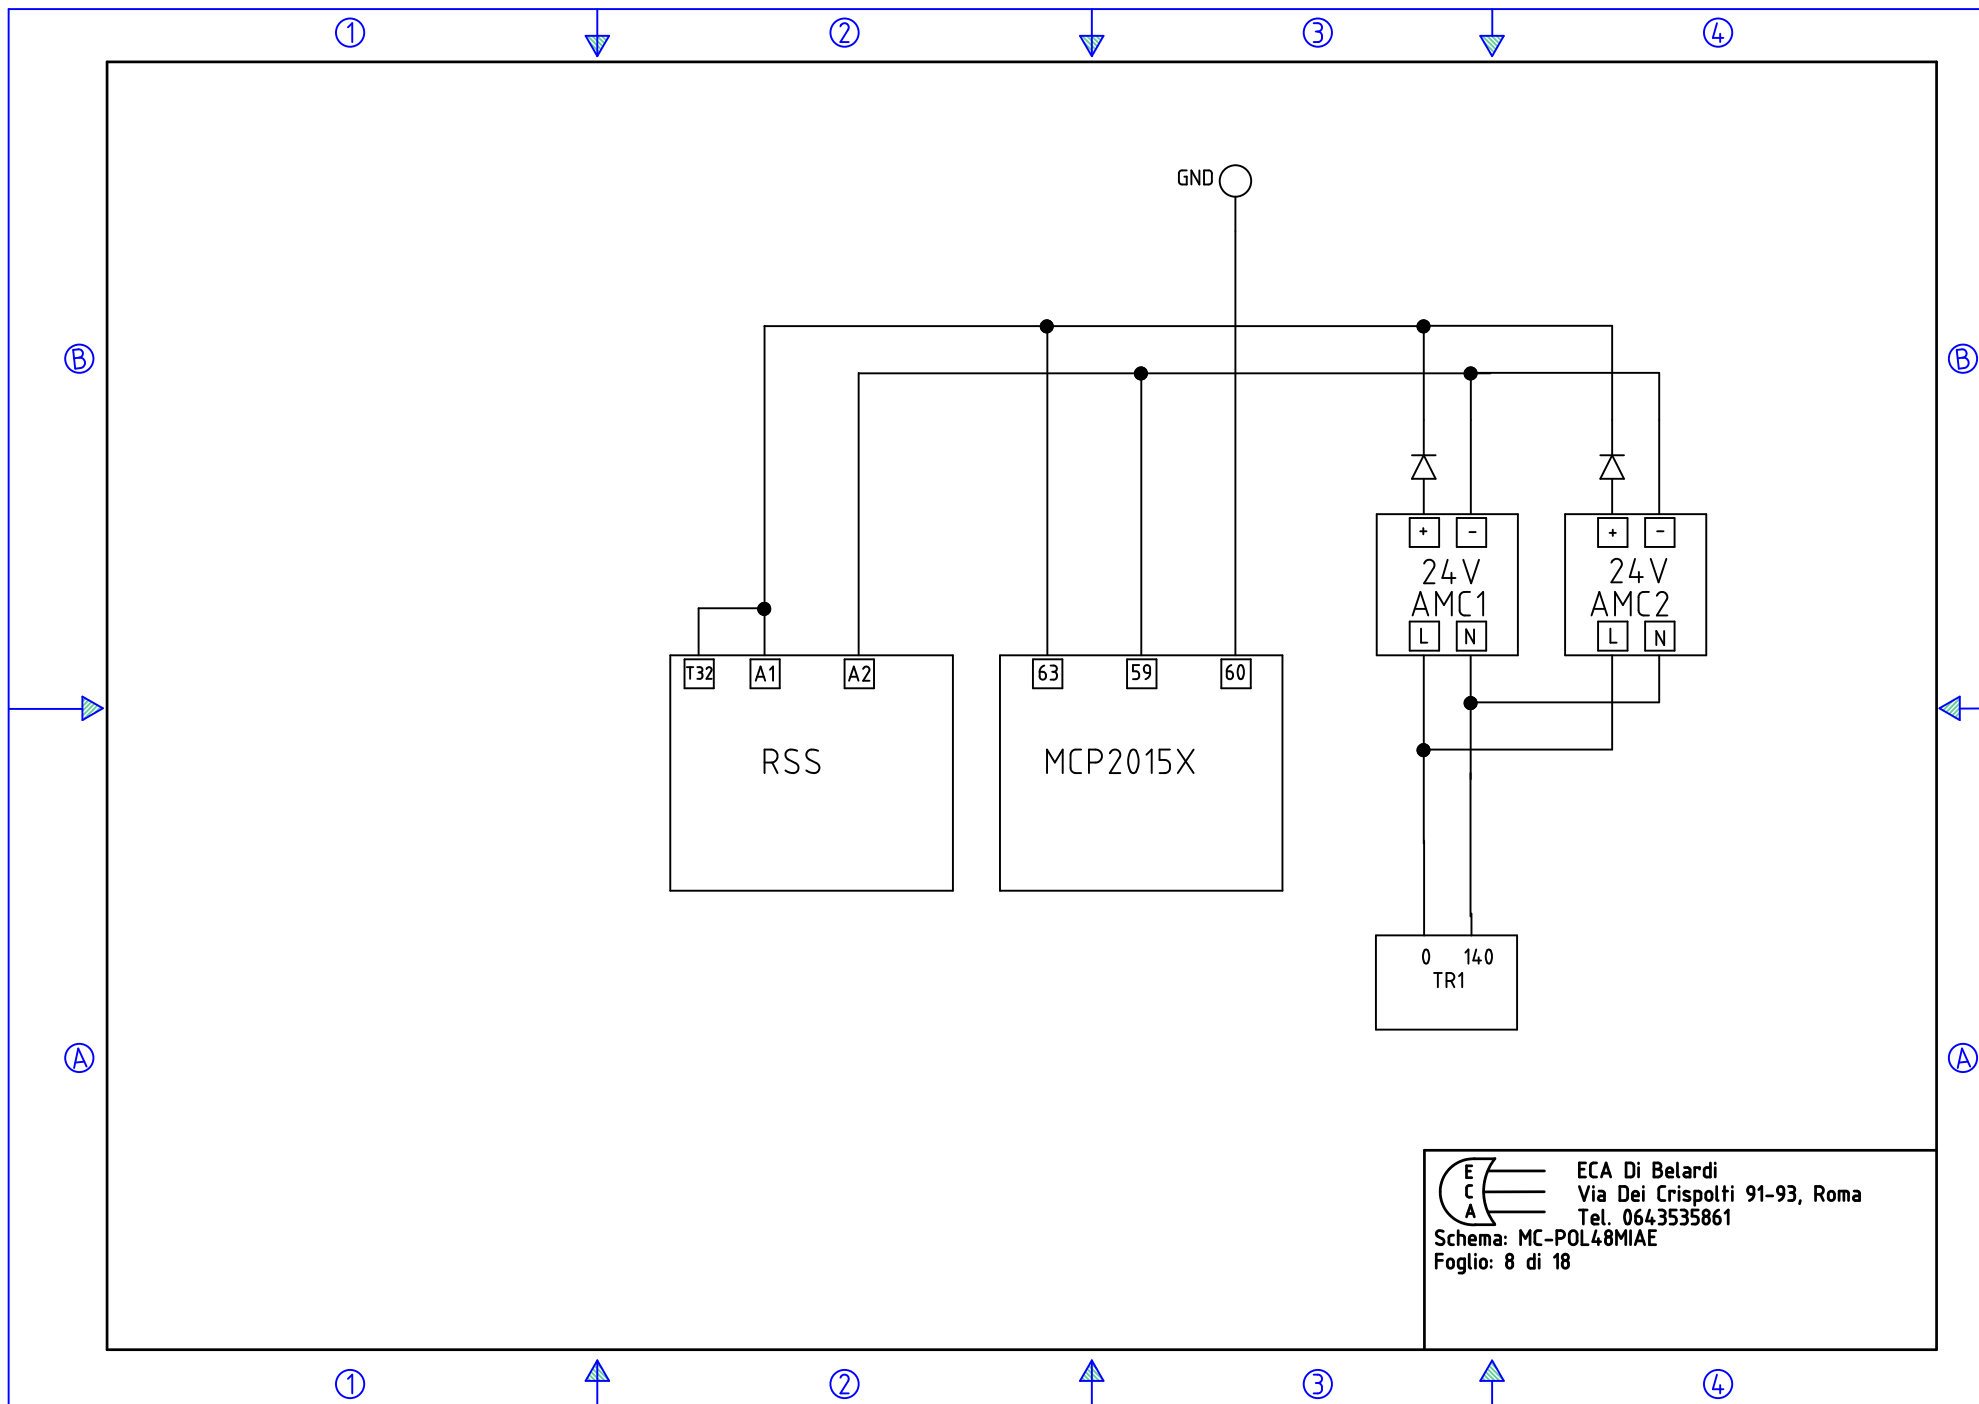 1 2 3 4
GND
B B
+ - + -
24V 24V
AMC1 AMC2
L N L N
T32 A1 A2 63 59 60
RSS MCP2015X
0 140
TR1
A A
E
C
A
ECA Di Belardi
Via Dei Crispolti 91-93, Roma
Tel. 0643535861
Schema: MC-POL48MIAE
Foglio: 8 di 18
1 2 3 4